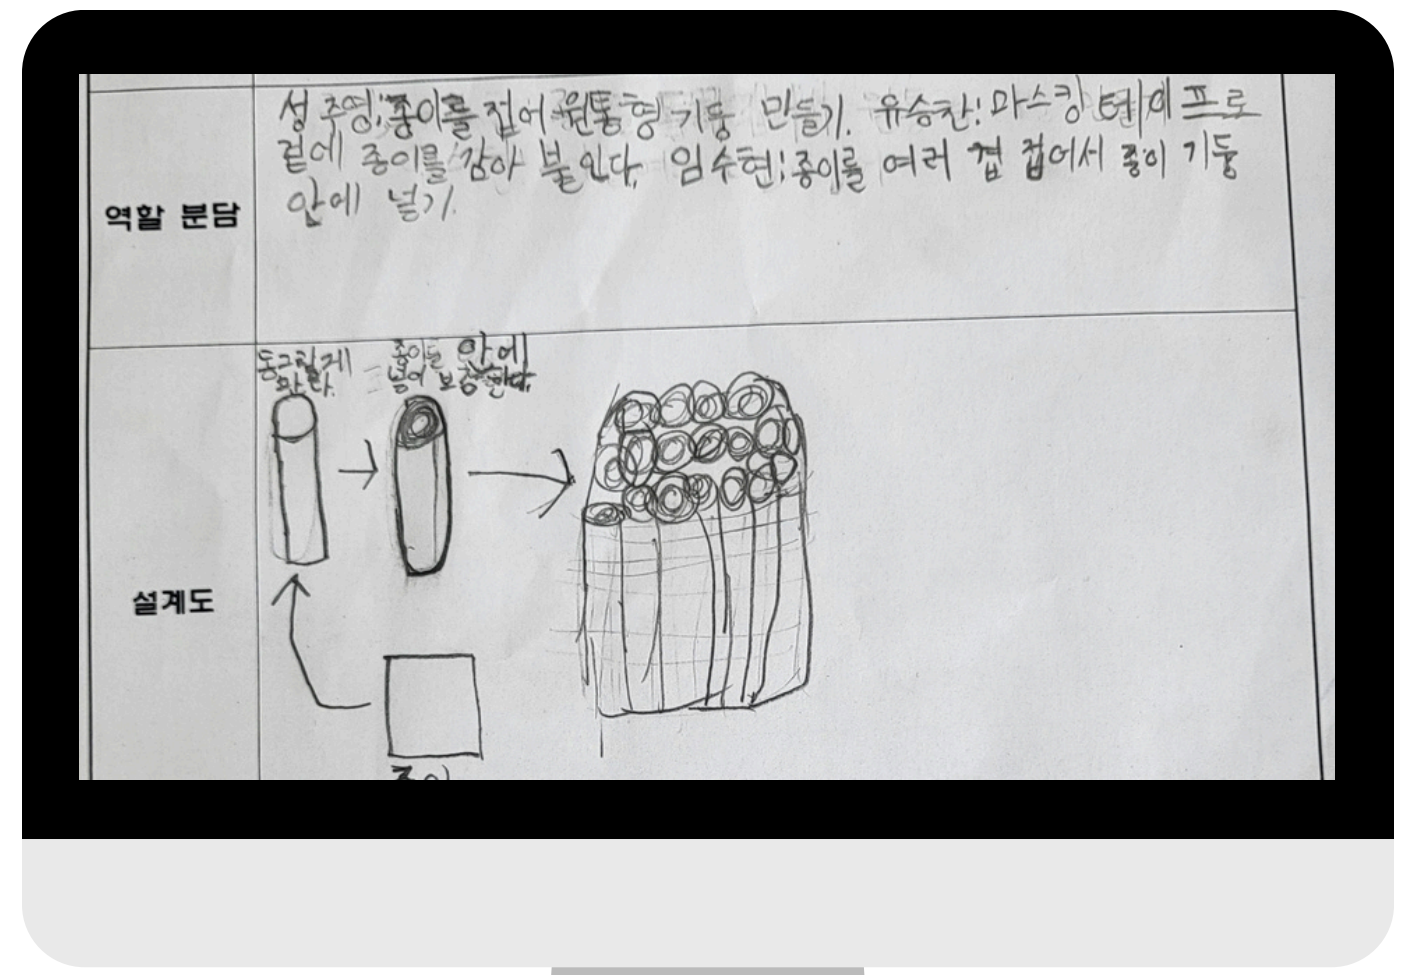 역할 분담
성주영:종이를 접어 원통형 기둥 만들기. 유승찬:마스킹 테이프로
겉에 종이를 감아 붙인다. 임수현:종이를 여러 겹 접어서 종이 기둥
안에 넣기.
설계도
동그랗게
만다.
종이를 안에
넣어 보강한다.
종이